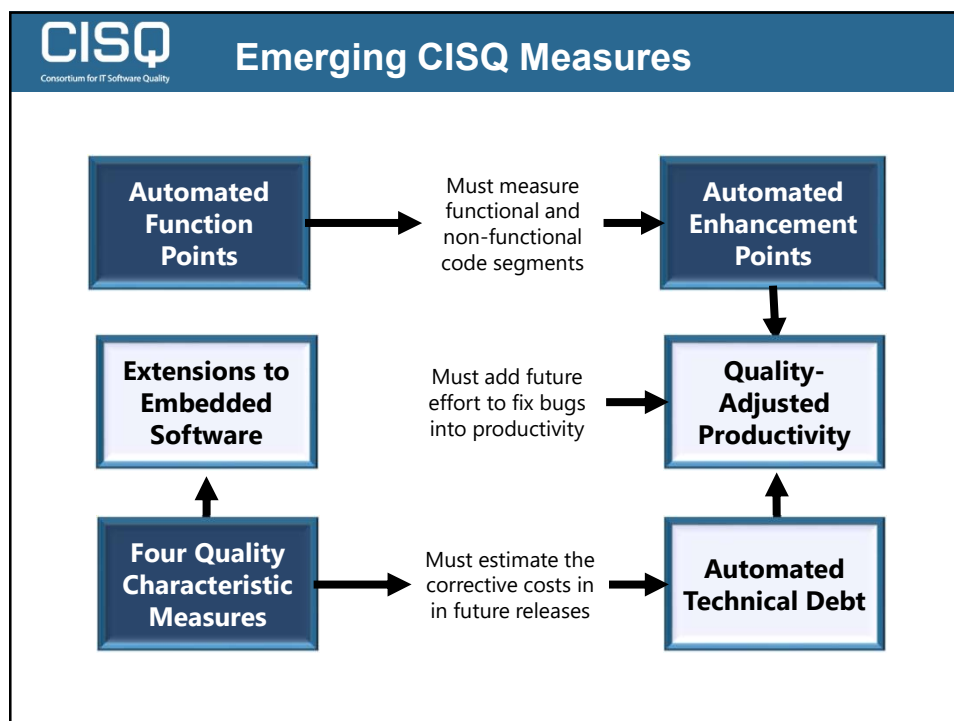 CISQ
Consortium for IT Software Quality
Emerging CISQ Measures
Automated
Function
Points
Must measure
functional and
non-functional
code segments
Automated
Enhancement
Points
Extensions to
Embedded
Software
Must add future
effort to fix bugs
into productivity
Quality-
Adjusted
Productivity
Four Quality
Characteristic
Measures
Must estimate the
corrective costs in
in future releases
Automated
Technical Debt